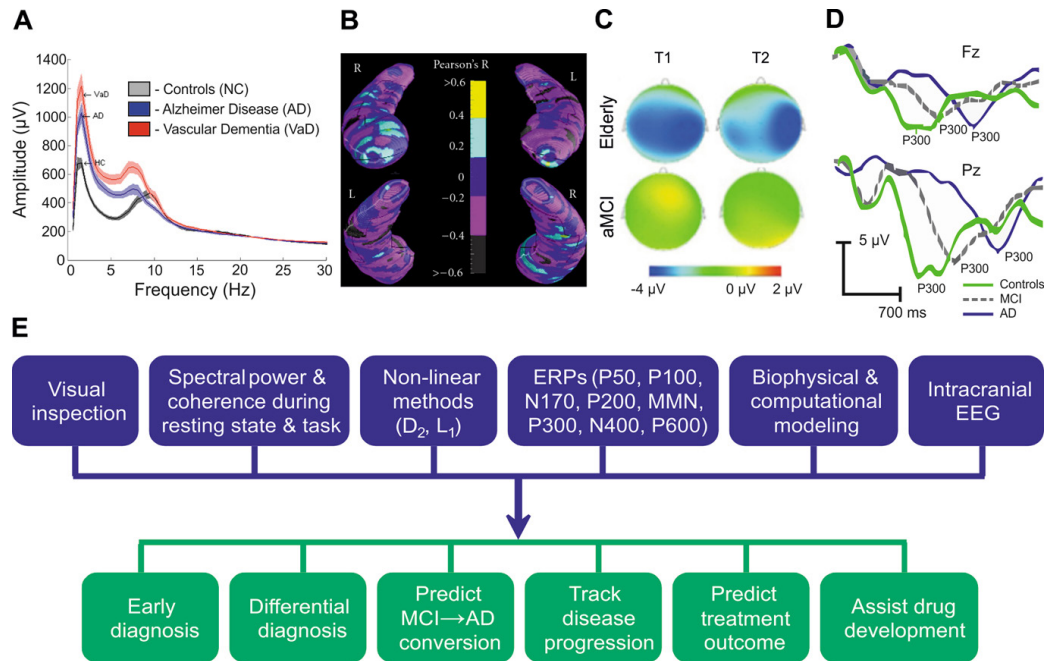 A
Amplitude (µV)
1400
1200
1000
800
600
400
200
0
VaD
AD
HC
- Controls (NC)
- Alzheimer Disease (AD)
- Vascular Dementia (VaD)
0
5
10
15
20
25
30
Frequency (Hz)
B
R
L
L
R
Pearson's R
>0.6
0.4
0.2
0
−0.2
−0.4
>−0.6
C
T1
T2
Elderly
aMCI
-4 µV
0 µV
2 µV
D
Fz
P300
P300
P300
Pz
P300
P300
P300
5 µV
700 ms
Controls
MCI
AD
E
Visual
inspection
Spectral power &
coherence during
resting state & task
Non-linear
methods
(D2, L1)
ERPs (P50, P100,
N170, P200, MMN,
P300, N400, P600)
Biophysical &
computational
modeling
Intracranial
EEG
Early
diagnosis
Differential
diagnosis
Predict
MCI→AD
conversion
Track
disease
progression
Predict
treatment
outcome
Assist drug
development